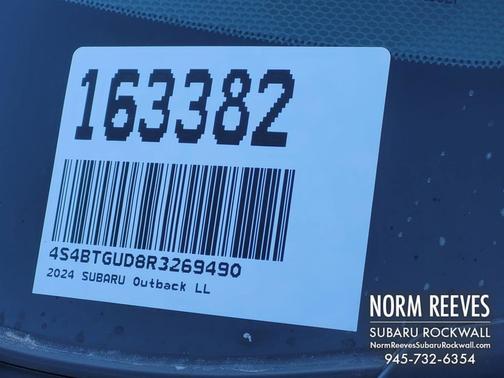 163382
4S4BTGUD8R3269490
2024 SUBARU Outback LL
NORM REEVES
SUBARU ROCKWALL
NormReevesSubaruRockwall.com
945-732-6354